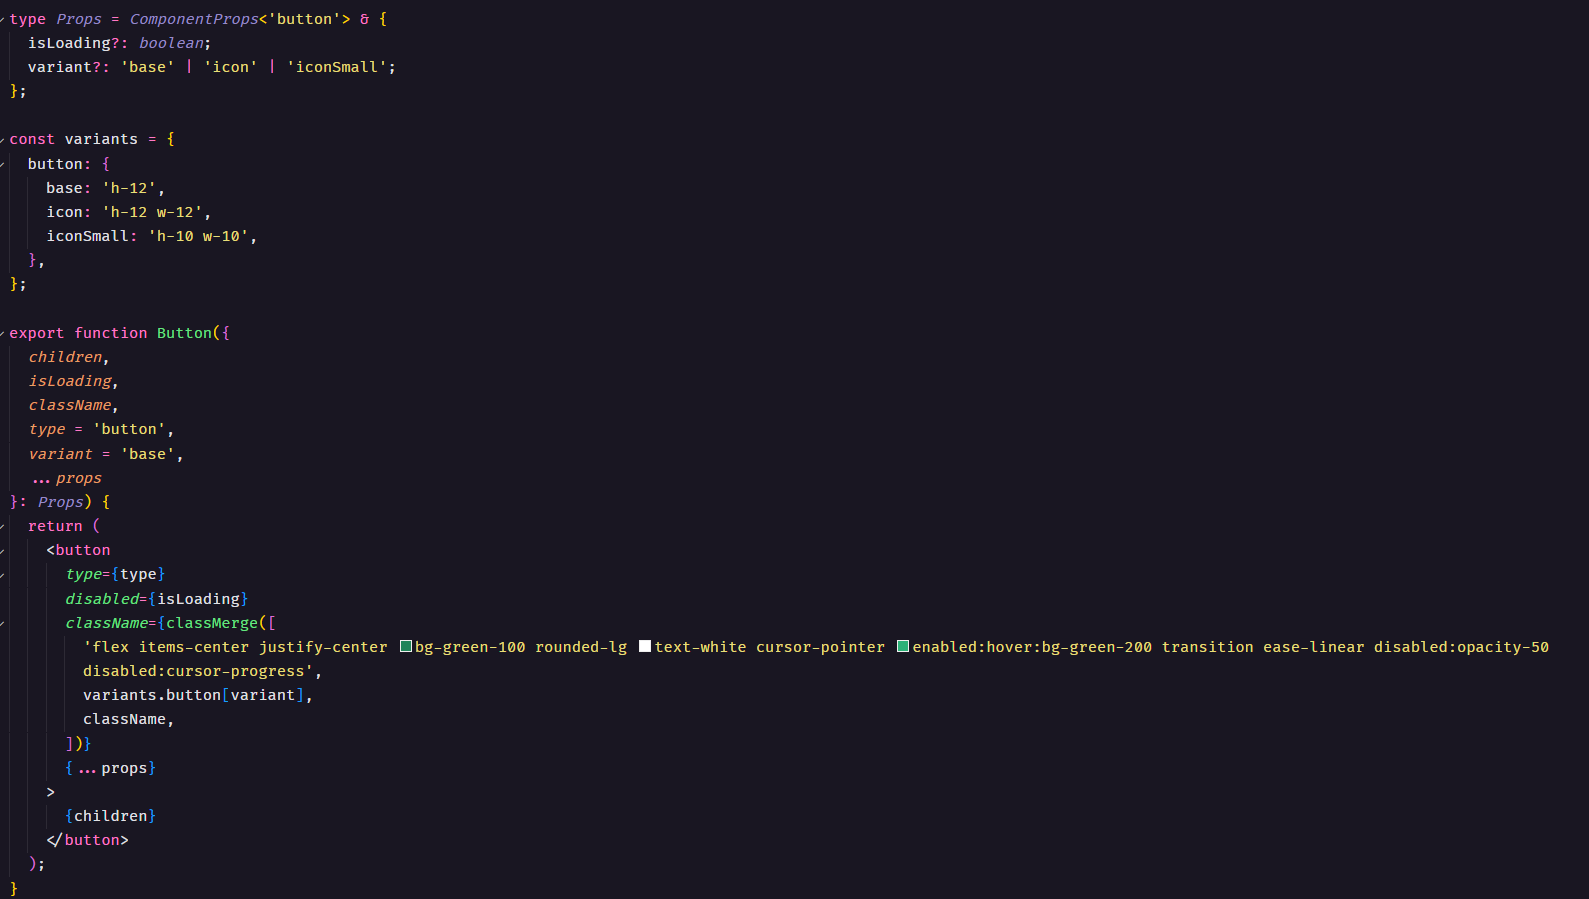 type Props = ComponentProps<'button'> & {
  isLoading?: boolean;
  variant?: 'base' | 'icon' | 'iconSmall';
};

const variants = {
  button: {
    base: 'h-12',
    icon: 'h-12 w-12',
    iconSmall: 'h-10 w-10',
  },
};

export function Button({
  children,
  isLoading,
  className,
  type = 'button',
  variant = 'base',
  ...props
}: Props) {
  return (
    <button
      type={type}
      disabled={isLoading}
      className={classMerge([
        'flex items-center justify-center bg-green-100 rounded-lg text-white cursor-pointer enabled:hover:bg-green-200 transition ease-linear disabled:opacity-50
        disabled:cursor-progress',
        variants.button[variant],
        className,
      ])}
      {...props}
    >
      {children}
    </button>
  );
}